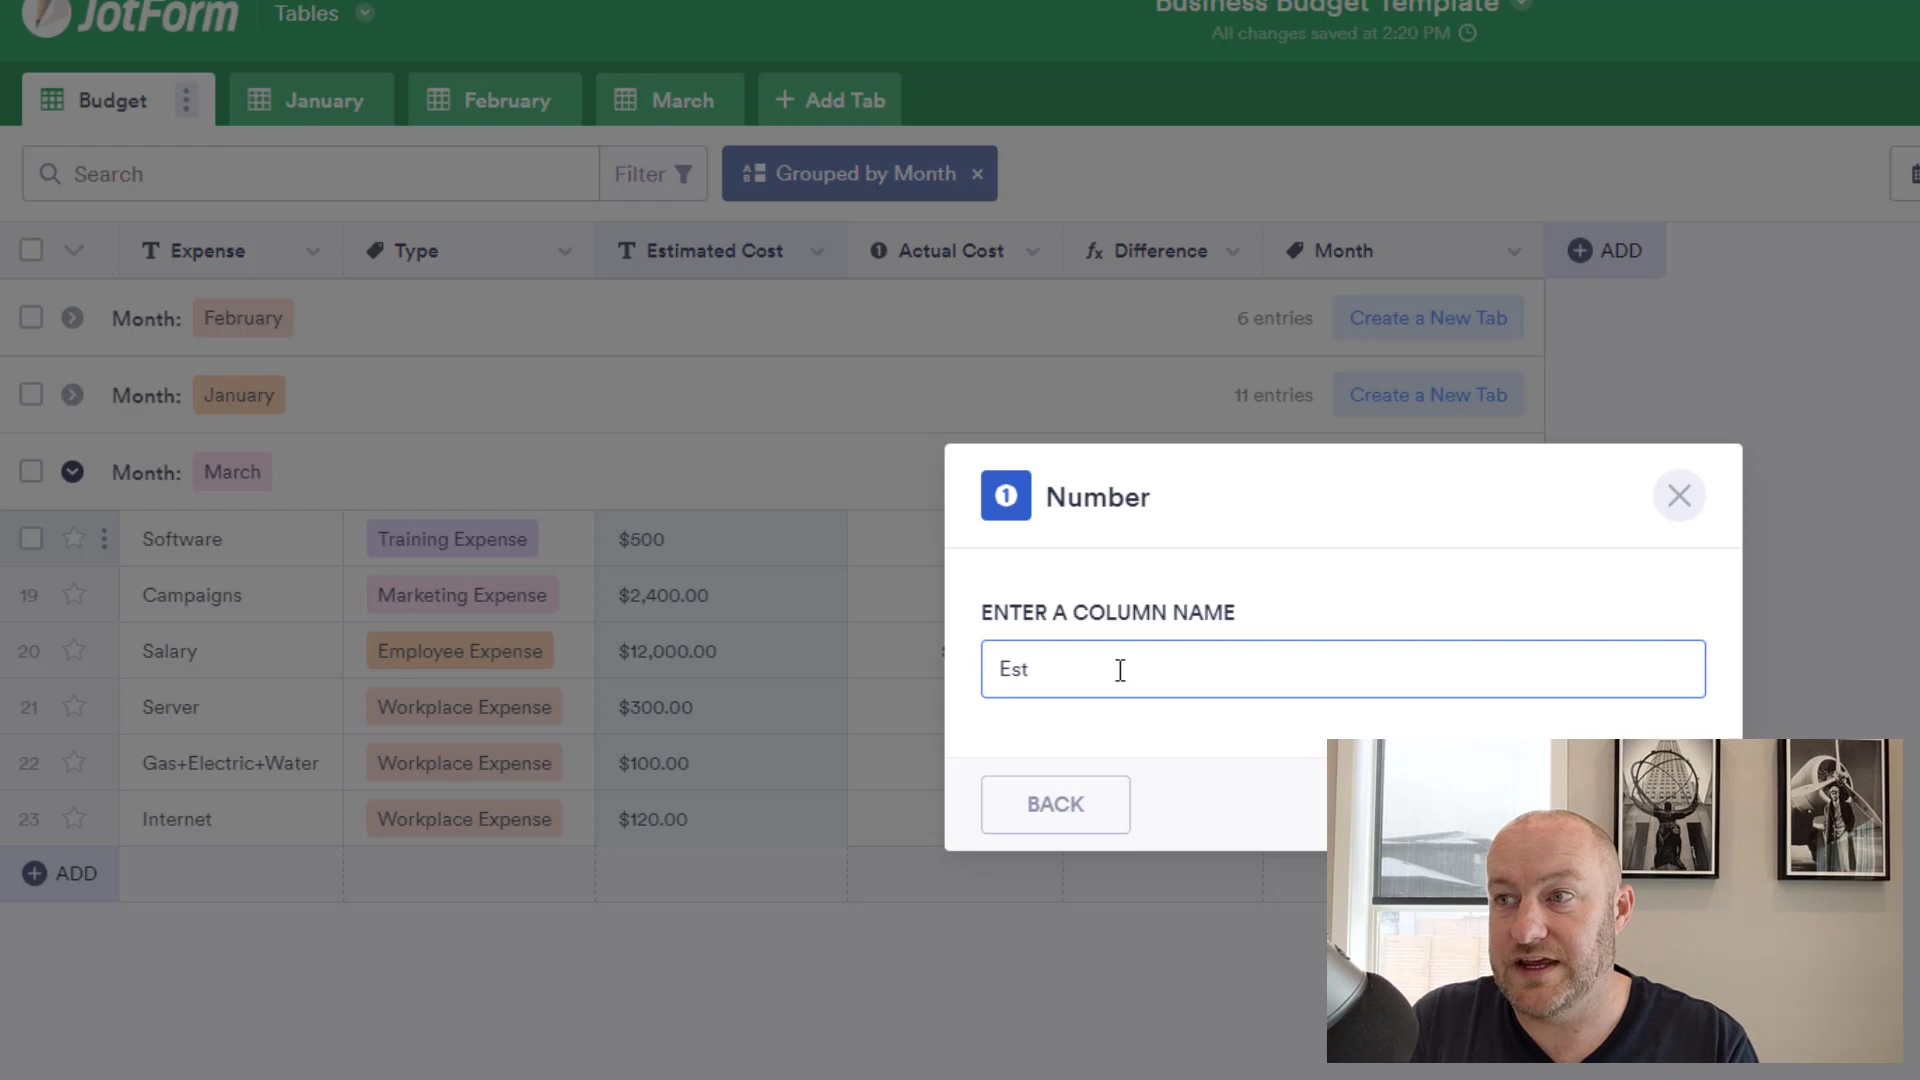 JotForm
Tables
Business Budget Template
All changes saved at 2:20 PM
Budget
January
February
March
+ Add Tab
Search
Filter
Grouped by Month ×
Expense
Type
Estimated Cost
Actual Cost
fx Difference
Month
ADD
Month: February
6 entries
Create a New Tab
Month: January
11 entries
Create a New Tab
Month: March
Software
Training Expense
$500
19
Campaigns
Marketing Expense
$2,400.00
20
Salary
Employee Expense
$12,000.00
21
Server
Workplace Expense
$300.00
22
Gas+Electric+Water
Workplace Expense
$100.00
23
Internet
Workplace Expense
$120.00
ADD
1 Number
ENTER A COLUMN NAME
Est
BACK